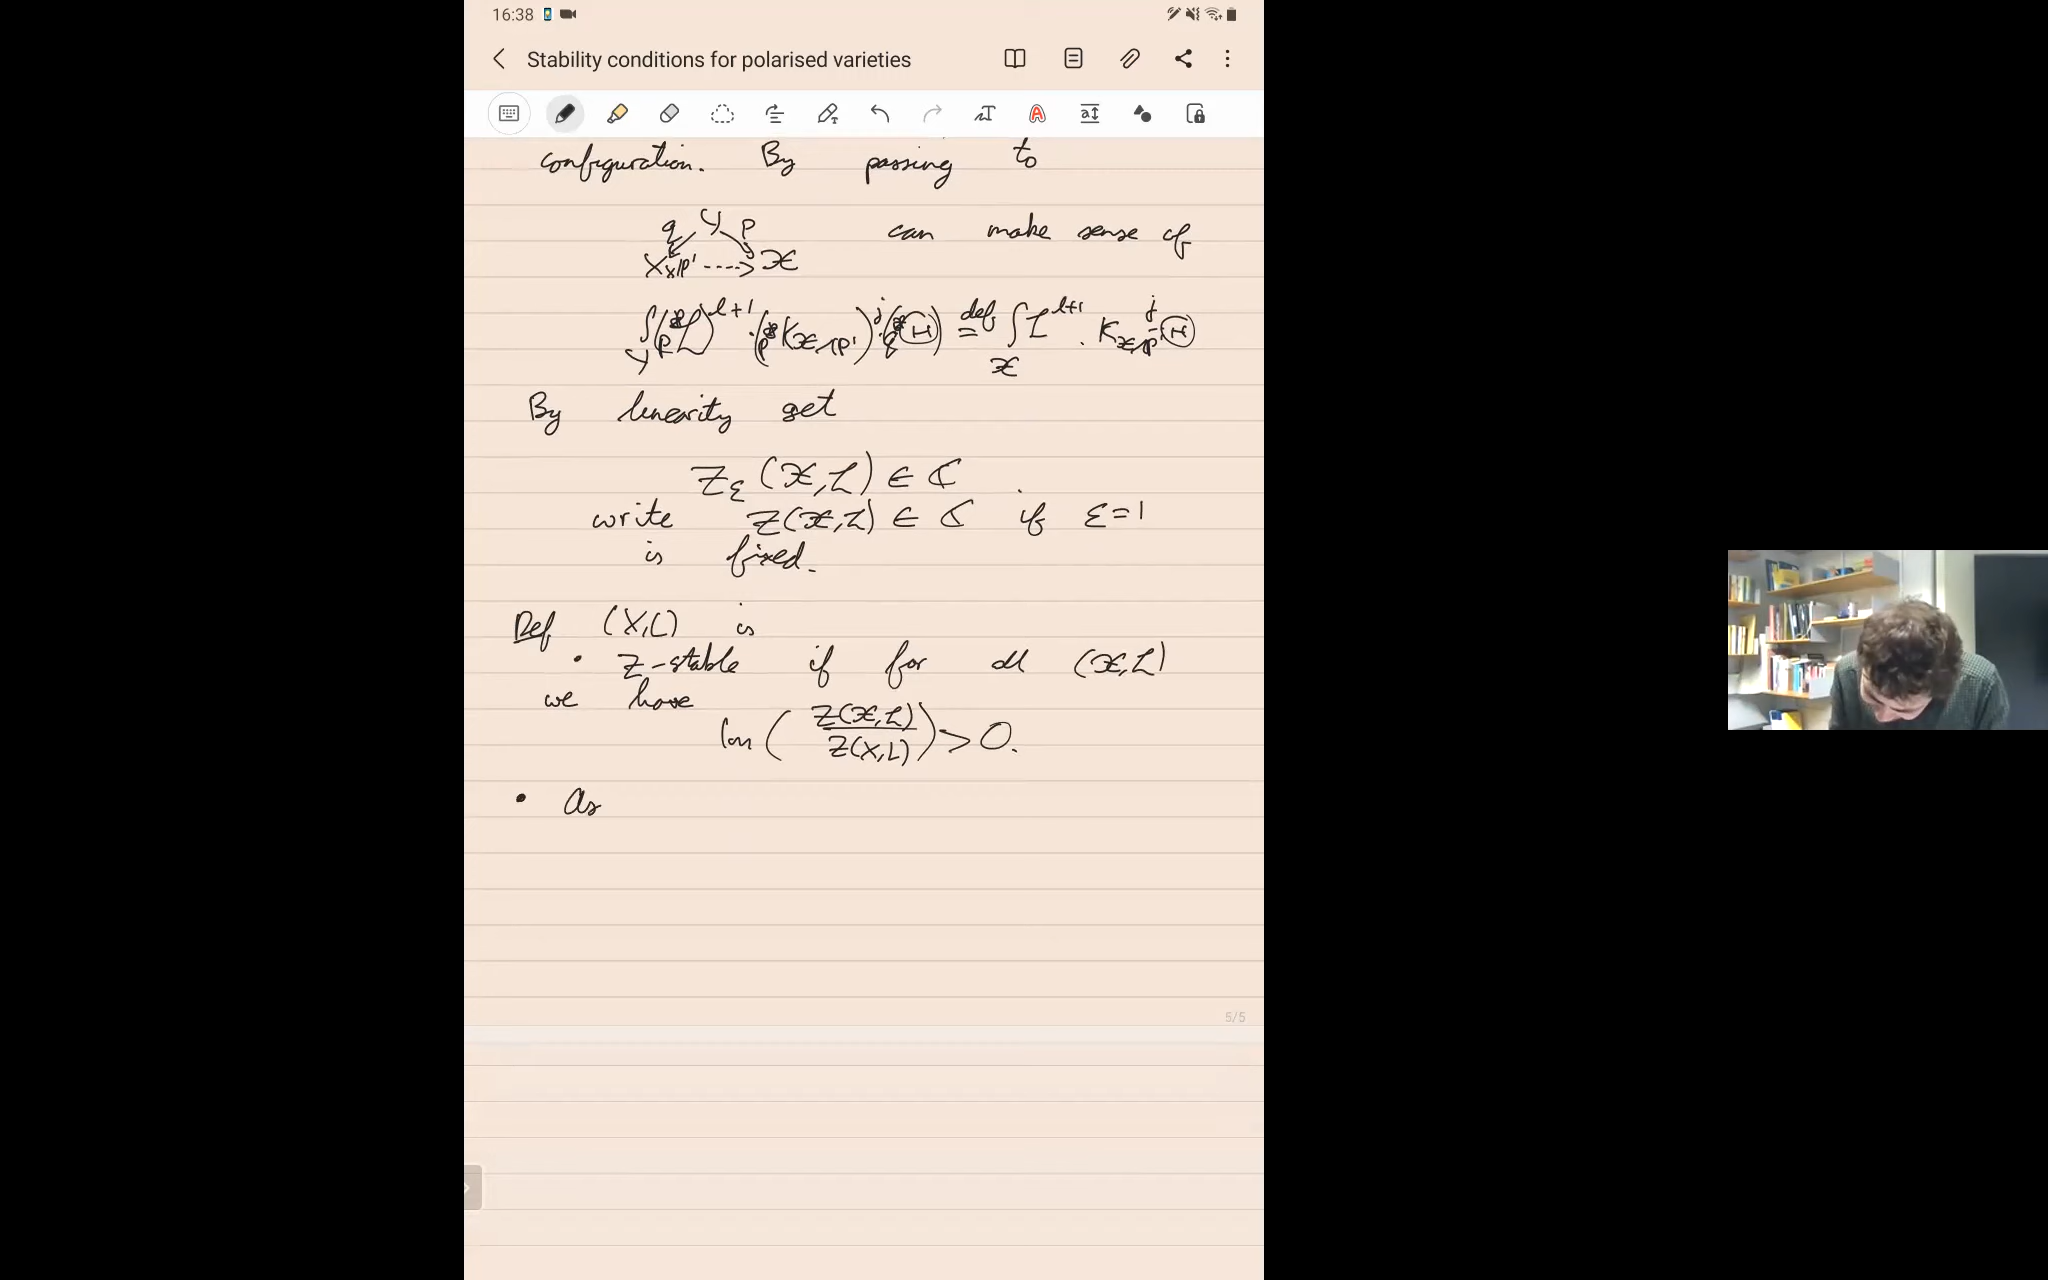 16:38
Stability conditions for polarised varieties
configuration. By passing to
q Y p can make sense of
X×ℙ¹ ----> 𝒳
∫_Y (p*ℒ)^{l+1} · (p*K_{𝒳/ℙ¹})^j · (q*Θ) =^{def} ∫_𝒳 ℒ^{l+1} . K^j_{𝒳/ℙ¹} · Θ
By linearity get
Z_ε (𝒳,ℒ) ∈ ℂ
write Z(𝒳,ℒ) ∈ ℂ if ε=1
is fixed.
Def (X,L) is
• Z-stable if for all (𝒳,ℒ)
we have
Im ( Z(𝒳,ℒ) / Z(X,L) ) > 0.
• As
5/5